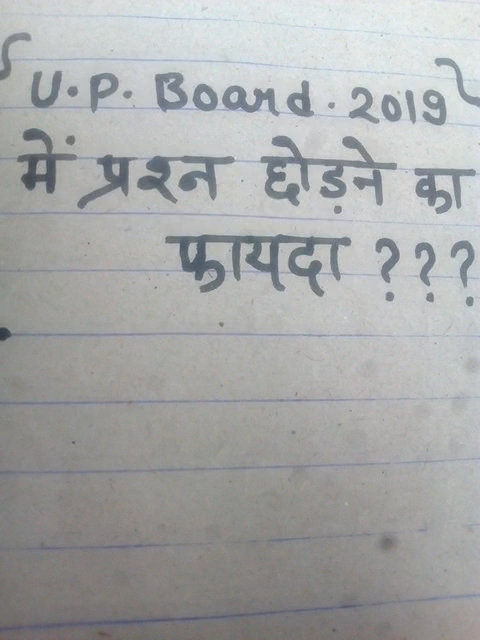 U.P. Board. 2019
में प्रश्न छोड़ने का
फायदा ???